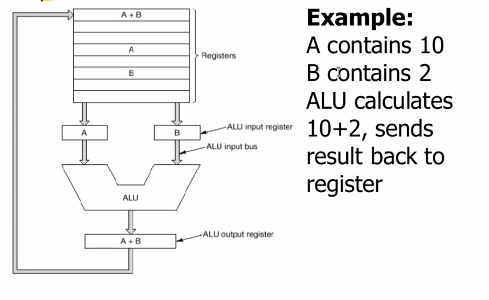 A + B
A
B
Registers
A
B
ALU input register
ALU input bus
ALU
A + B
ALU output register
Example:
A contains 10
B contains 2
ALU calculates
10+2, sends
result back to
register